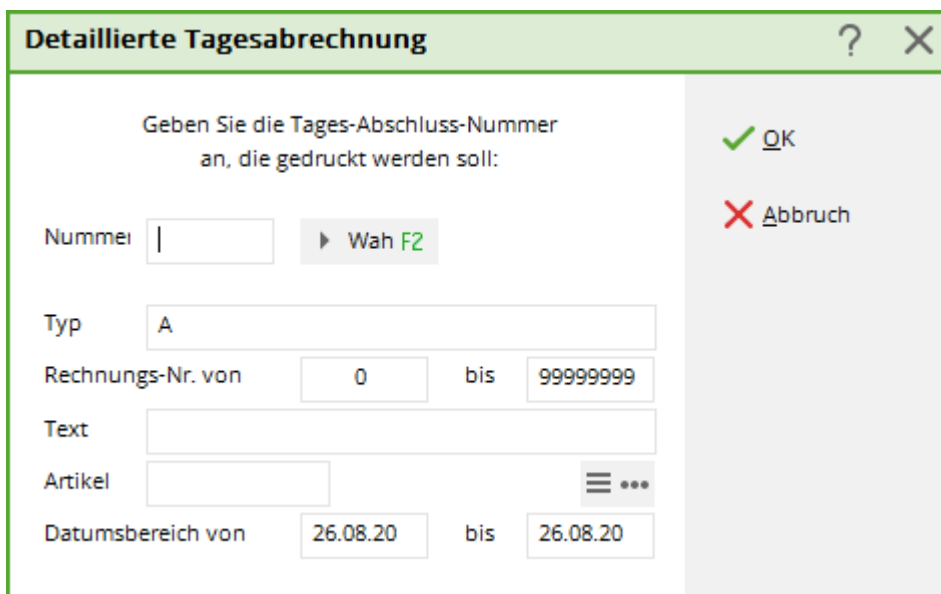 Detaillierte Tagesabrechnung ?
Geben Sie die Tages-Abschluss-Nummer
an, die gedruckt werden soll:
OK
Abbruch
Nummer Wah F2
Typ A
Rechnungs-Nr. von 0 bis 99999999
Text
Artikel
Datumsbereich von 26.08.20 bis 26.08.20